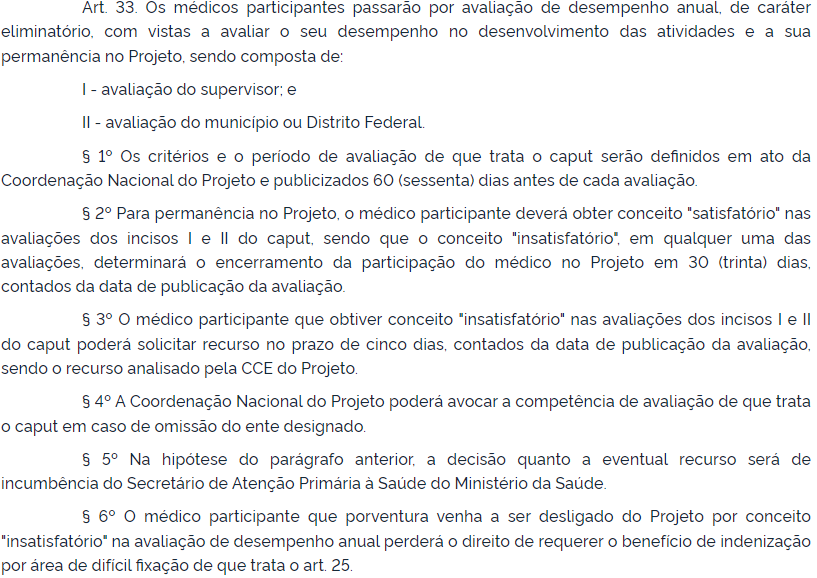 Art. 33. Os médicos participantes passarão por avaliação de desempenho anual, de caráter
eliminatório, com vistas a avaliar o seu desempenho no desenvolvimento das atividades e a sua
permanência no Projeto, sendo composta de:
I - avaliação do supervisor; e
II - avaliação do município ou Distrito Federal.
§ 1º Os critérios e o período de avaliação de que trata o caput serão definidos em ato da
Coordenação Nacional do Projeto e publicizados 60 (sessenta) dias antes de cada avaliação.
§ 2º Para permanência no Projeto, o médico participante deverá obter conceito "satisfatório" nas
avaliações dos incisos I e II do caput, sendo que o conceito "insatisfatório", em qualquer uma das
avaliações, determinará o encerramento da participação do médico no Projeto em 30 (trinta) dias,
contados da data de publicação da avaliação.
§ 3º O médico participante que obtiver conceito "insatisfatório" nas avaliações dos incisos I e II
do caput poderá solicitar recurso no prazo de cinco dias, contados da data de publicação da avaliação,
sendo o recurso analisado pela CCE do Projeto.
§ 4º A Coordenação Nacional do Projeto poderá avocar a competência de avaliação de que trata
o caput em caso de omissão do ente designado.
§ 5º Na hipótese do parágrafo anterior, a decisão quanto a eventual recurso será de
incumbência do Secretário de Atenção Primária à Saúde do Ministério da Saúde.
§ 6º O médico participante que porventura venha a ser desligado do Projeto por conceito
"insatisfatório" na avaliação de desempenho anual perderá o direito de requerer o benefício de indenização
por área de difícil fixação de que trata o art. 25.